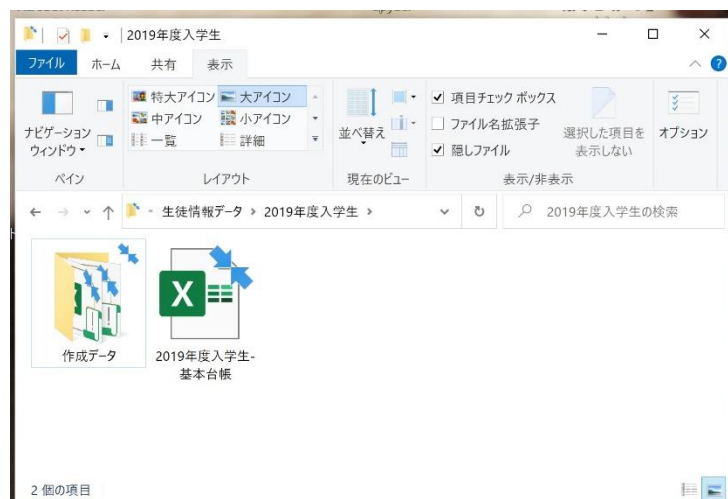 2019年度入学生
ファイル ホーム 共有 表示
特大アイコン 大アイコン
中アイコン 小アイコン
一覧 詳細
ナビゲーション
ウィンドウ
並べ替え
項目チェック ボックス
ファイル名拡張子
隠しファイル
選択した項目を
表示しない
オプション
ペイン レイアウト 現在のビュー 表示/非表示
生徒情報データ › 2019年度入学生 ›
2019年度入学生の検索
作成データ
2019年度入学生-
基本台帳
2 個の項目